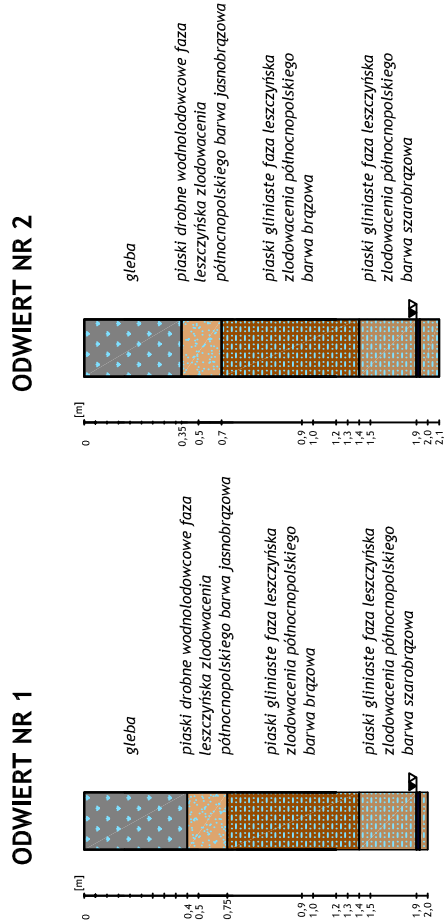 ODWIERT NR 1
[m]
0
0,4
0,5
0,75
0,9
1,0
1,2
1,3
1,4
1,5
1,9
2,0
gleba
piaski drobne wodnolodowcowe faza
leszczyńska zlodowacenia
północnopolskiego barwa jasnobrązowa
piaski gliniaste faza leszczyńska
zlodowacenia północnopolskiego
barwa brązowa
piaski gliniaste faza leszczyńska
zlodowacenia północnopolskiego
barwa szarobrązowa
ODWIERT NR 2
[m]
0
0,35
0,5
0,7
0,9
1,0
1,2
1,3
1,4
1,5
1,9
2,0
2,1
gleba
piaski drobne wodnolodowcowe faza
leszczyńska zlodowacenia
północnopolskiego barwa jasnobrązowa
piaski gliniaste faza leszczyńska
zlodowacenia północnopolskiego
barwa brązowa
piaski gliniaste faza leszczyńska
zlodowacenia północnopolskiego
barwa szarobrązowa